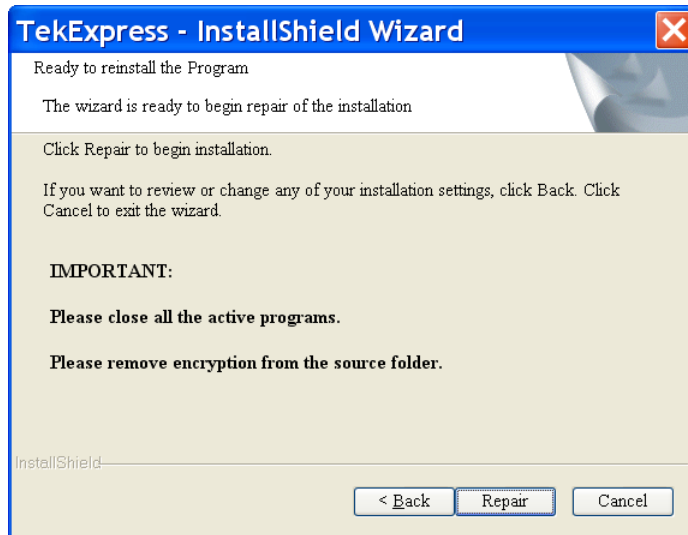 TekExpress - InstallShield Wizard
Ready to reinstall the Program
The wizard is ready to begin repair of the installation
Click Repair to begin installation.
If you want to review or change any of your installation settings, click Back. Click
Cancel to exit the wizard.
IMPORTANT:
Please close all the active programs.
Please remove encryption from the source folder.
InstallShield
< Back Repair Cancel